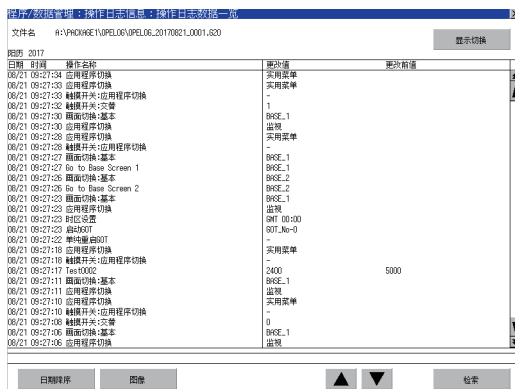 程序/数据管理：操作日志信息：操作日志数据一览
文件名 A:\PACKAGE1\OPELOG\OPELOG_20170821_0001.G2O
显示切换
阳历 2017
日期 时间 操作名称 更改值 更改前值
08/21 09:27:34 应用程序切换 实用菜单
08/21 09:27:33 应用程序切换 实用菜单
08/21 09:27:33 触摸开关:应用程序切换 -
08/21 09:27:32 触摸开关:交替 1
08/21 09:27:30 画面切换:基本 BASE_1
08/21 09:27:30 应用程序切换 监视
08/21 09:27:28 应用程序切换 实用菜单
08/21 09:27:28 触摸开关:应用程序切换 -
08/21 09:27:27 画面切换:基本 BASE_1
08/21 09:27:27 Go to Base Screen 1 BASE_1
08/21 09:27:26 画面切换:基本 BASE_2
08/21 09:27:26 Go to Base Screen 2 BASE_2
08/21 09:27:23 画面切换:基本 BASE_1
08/21 09:27:23 应用程序切换 监视
08/21 09:27:23 时区设置 GMT 00:00
08/21 09:27:23 启动GOT GOT_No-0
08/21 09:27:22 单纯重启GOT -
08/21 09:27:18 应用程序切换 实用菜单
08/21 09:27:18 触摸开关:应用程序切换 -
08/21 09:27:17 Test0002 2400 5000
08/21 09:27:11 画面切换:基本 BASE_1
08/21 09:27:11 应用程序切换 监视
08/21 09:27:10 应用程序切换 实用菜单
08/21 09:27:10 触摸开关:应用程序切换 -
08/21 09:27:08 触摸开关:交替 0
08/21 09:27:06 画面切换:基本 BASE_1
08/21 09:27:06 应用程序切换 监视
日期降序 图像 检索